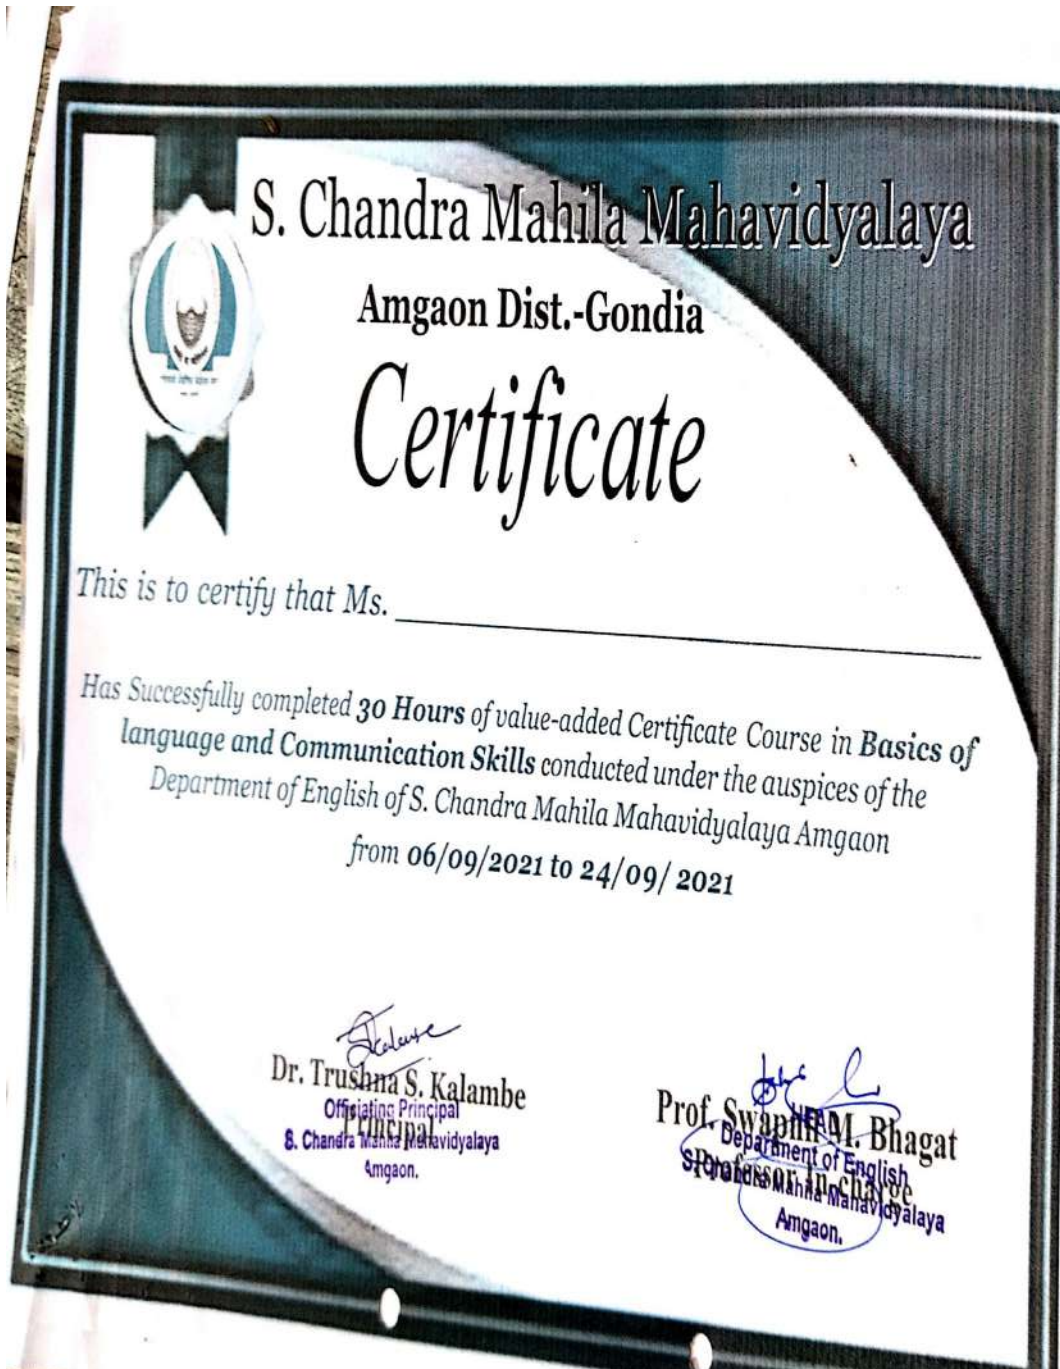 S. Chandra Mahila Mahavidyalaya
Amgaon Dist.-Gondia
Certificate
This is to certify that Ms.
Has Successfully completed 30 Hours of value-added Certificate Course in Basics of
language and Communication Skills conducted under the auspices of the
Department of English of S. Chandra Mahila Mahavidyalaya Amgaon
from 06/09/2021 to 24/09/ 2021
Dr. Trushna S. Kalambe
Principal
Officiating Principal
S. Chandra Mahila Mahavidyalaya
Amgaon.
Prof. Swapnil M. Bhagat
Professor In-charge
HEAD
Department of English
S. Chandra Mahila Mahavidyalaya
Amgaon.